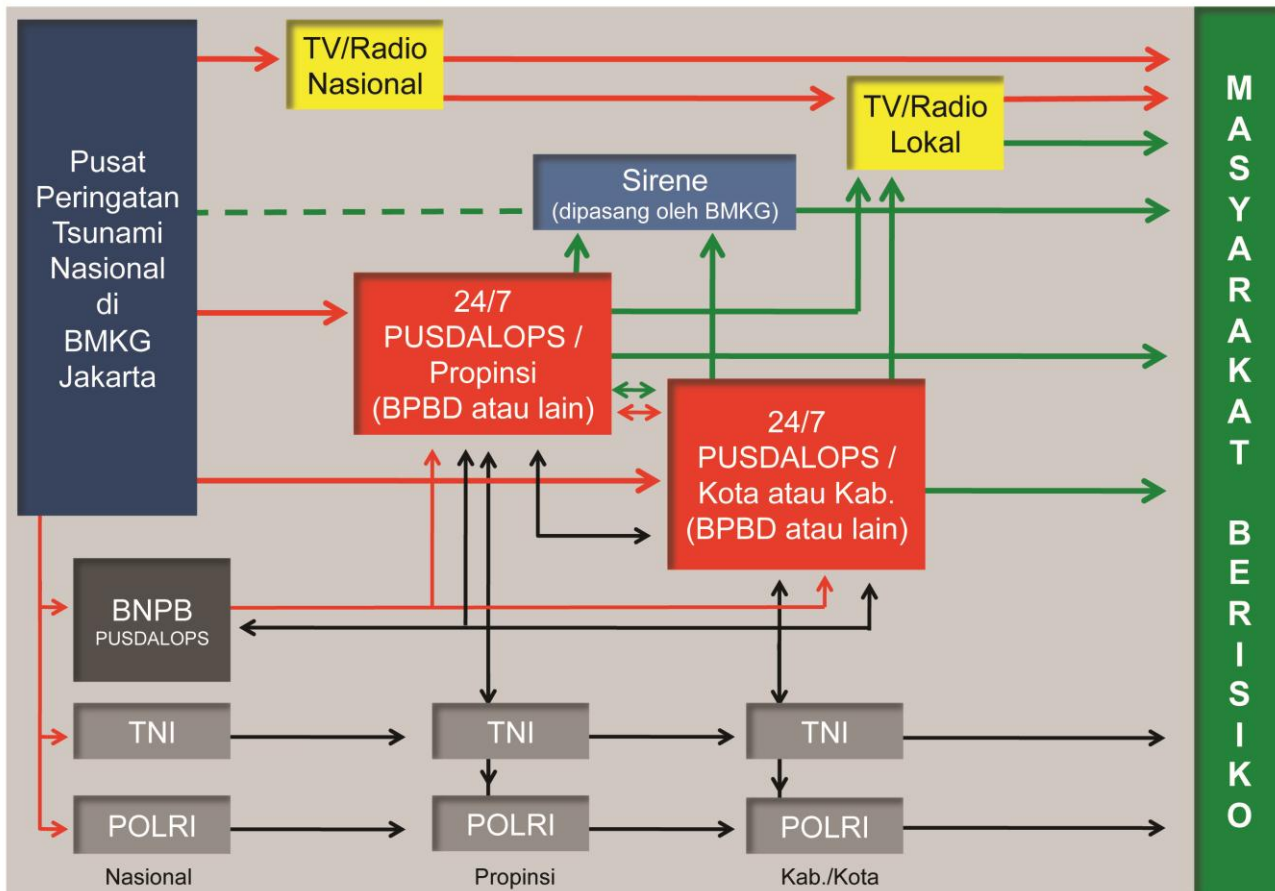 Pusat
Peringatan
Tsunami
Nasional
di
BMKG
Jakarta
TV/Radio
Nasional
TV/Radio
Lokal
Sirene
(dipasang oleh BMKG)
24/7
PUSDALOPS /
Propinsi
(BPBD atau lain)
24/7
PUSDALOPS /
Kota atau Kab.
(BPBD atau lain)
BNPB
PUSDALOPS
TNI
TNI
TNI
POLRI
POLRI
POLRI
Nasional
Propinsi
Kab./Kota
MASYARAKAT BERISIKO